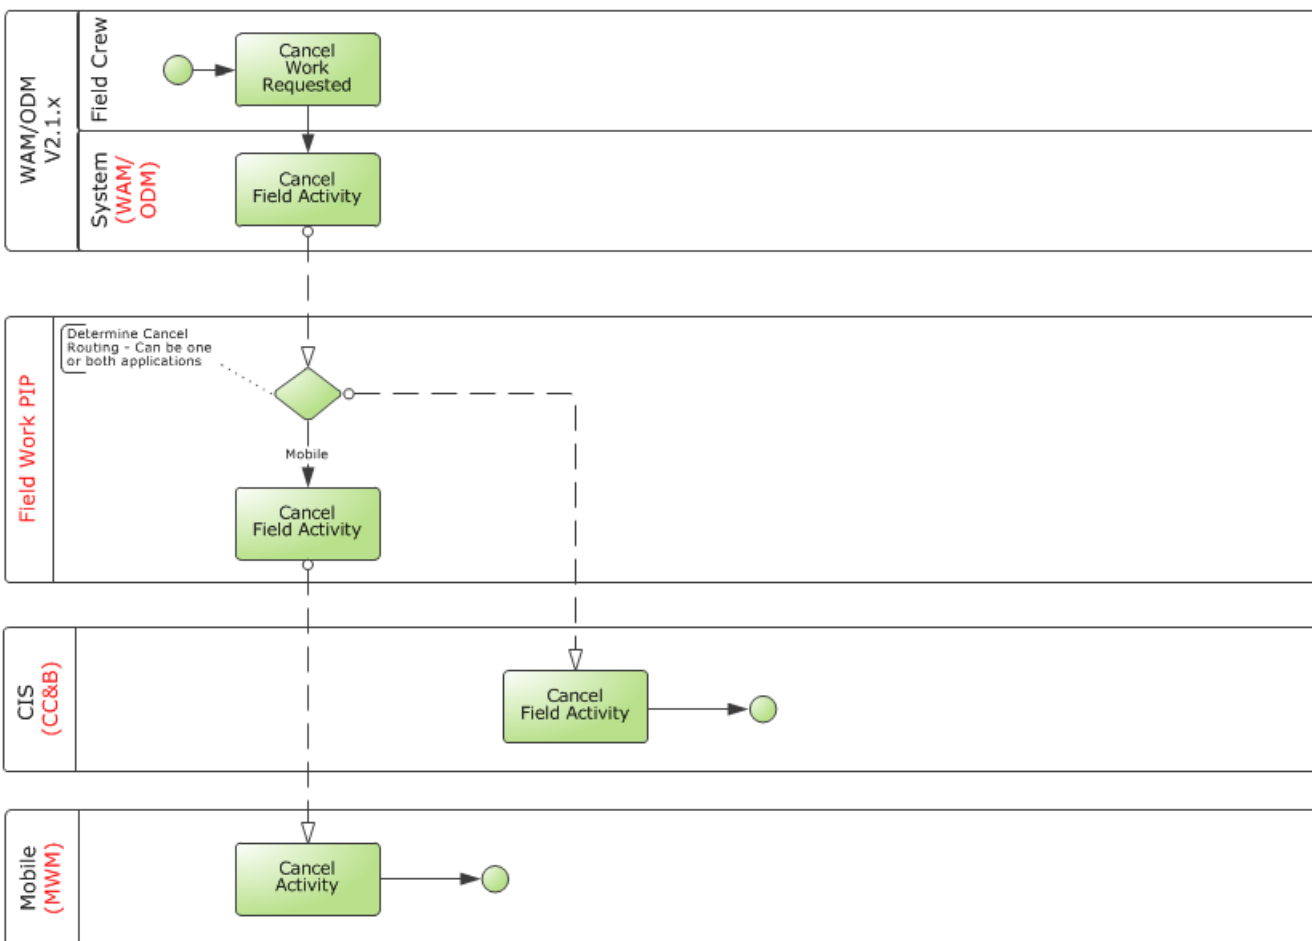 WAM/ODM
V2.1.x
Field Crew
Cancel
Work
Requested
System
(WAM/
ODM)
Cancel
Field Activity
Field Work PIP
Determine Cancel
Routing - Can be one
or both applications
Mobile
Cancel
Field Activity
CIS
(CC&B)
Cancel
Field Activity
Mobile
(MWM)
Cancel
Activity